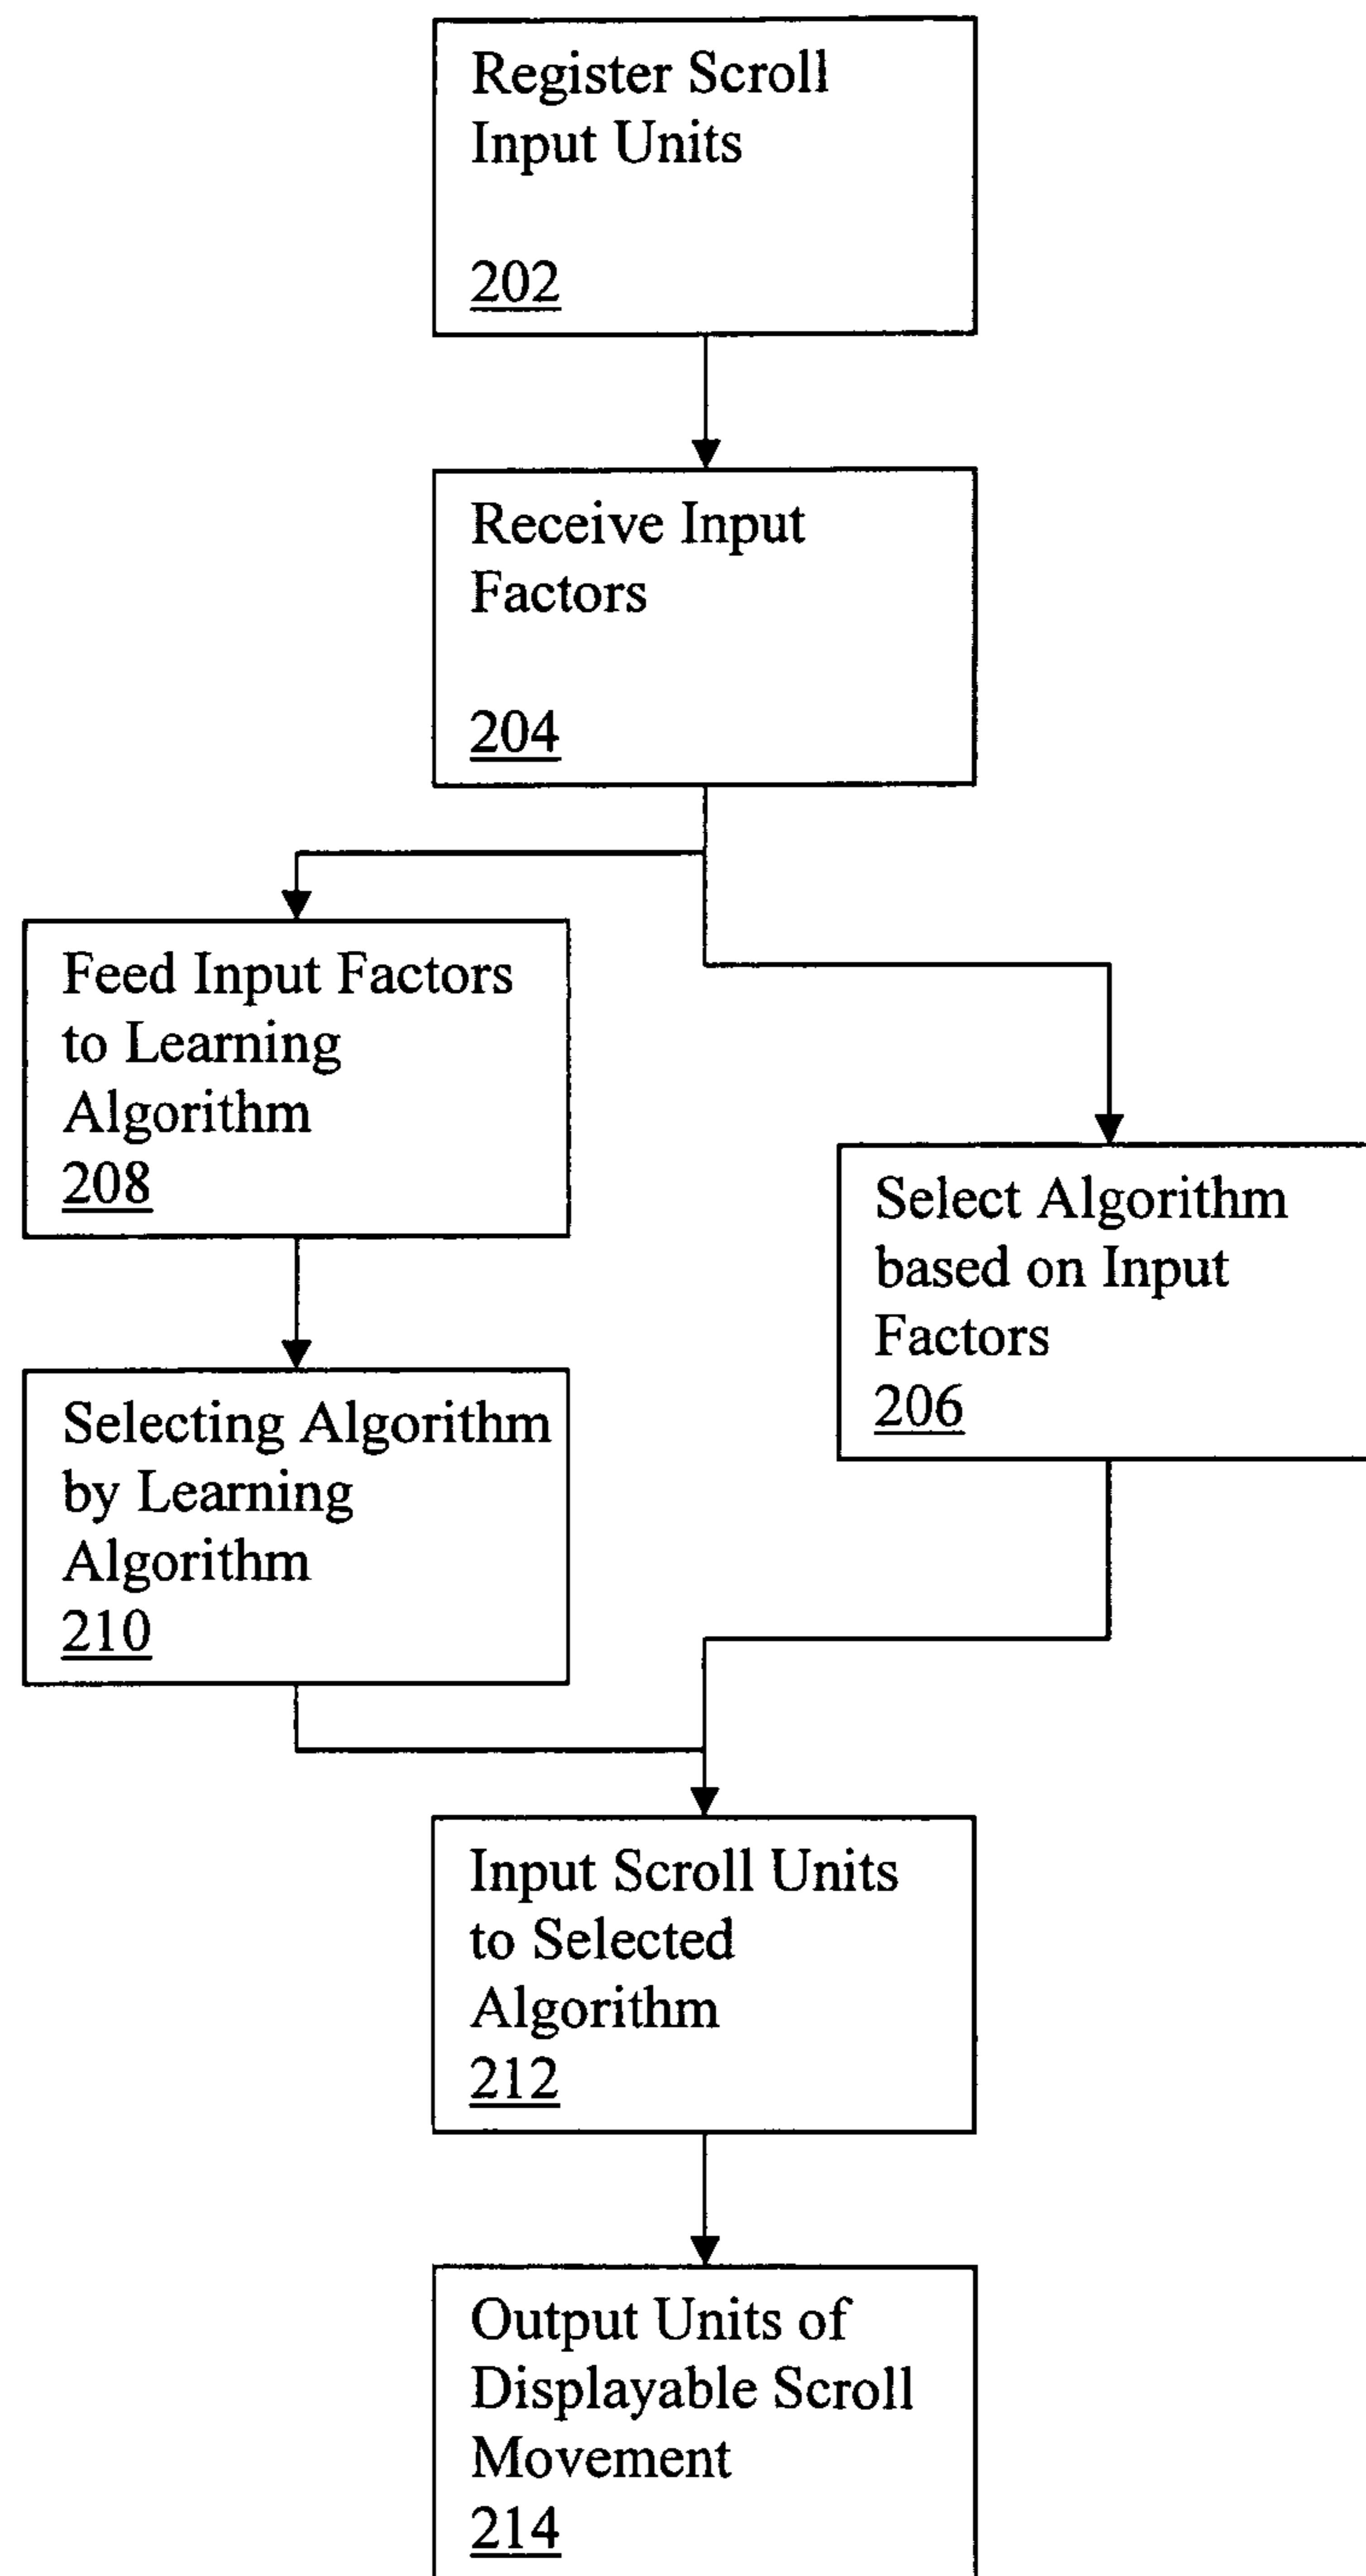 Register Scroll
Input Units
202
Receive Input
Factors
204
Feed Input Factors
to Learning
Algorithm
208
Select Algorithm
based on Input
Factors
206
Selecting Algorithm
by Learning
Algorithm
210
Input Scroll Units
to Selected
Algorithm
212
Output Units of
Displayable Scroll
Movement
214